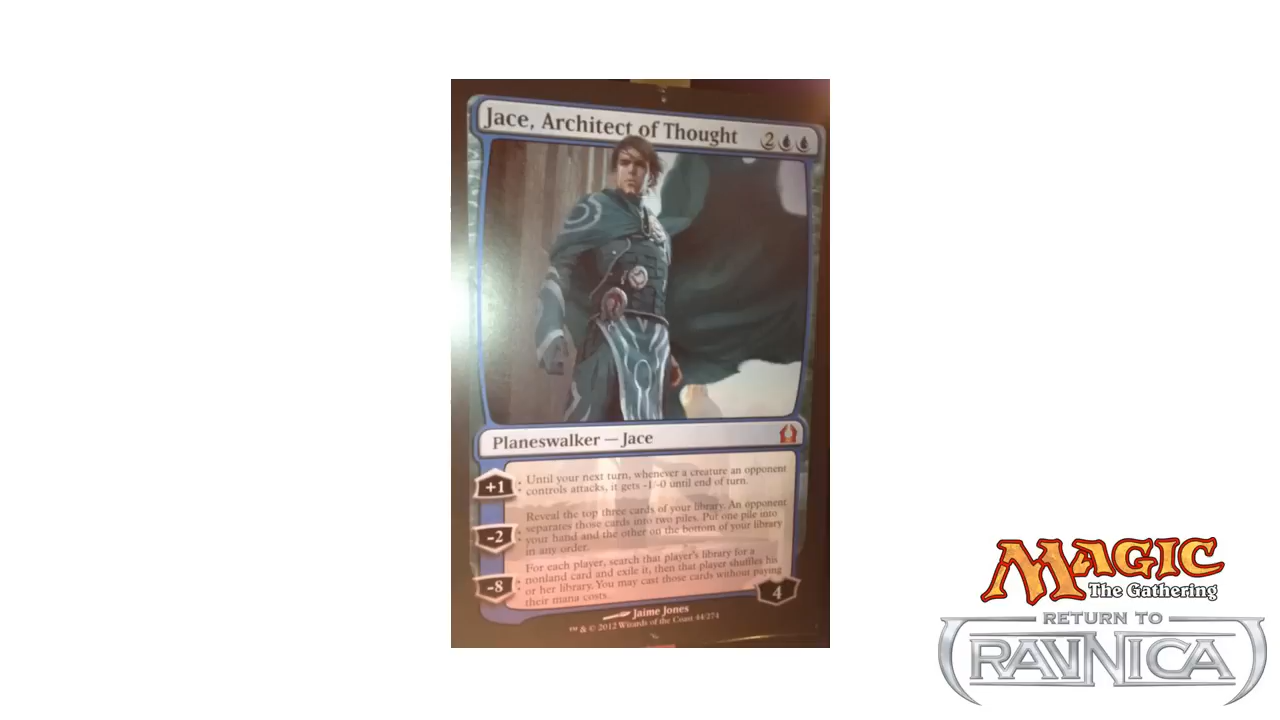 Jace, Architect of Thought 2
Planeswalker — Jace
+1: Until your next turn, whenever a creature an opponent
controls attacks, it gets -1/-0 until end of turn.
-2: Reveal the top three cards of your library. An opponent
separates those cards into two piles. Put one pile into
your hand and the other on the bottom of your library
in any order.
-8: For each player, search that player's library for a
nonland card and exile it, then that player shuffles his
or her library. You may cast those cards without paying
their mana costs.
4
Jaime Jones
™ & © 2012 Wizards of the Coast 44/274
MAGIC
The Gathering
RETURN TO
RAVNICA